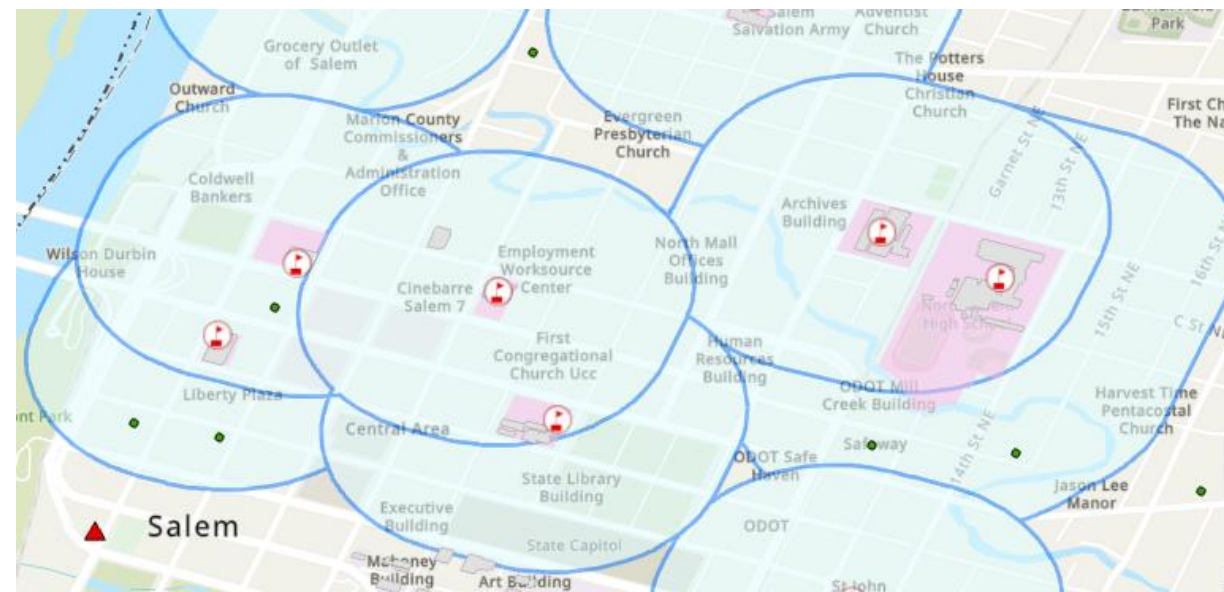 Park
Salem
Salvation Army
Adventist
Church
Grocery Outlet
of Salem
The Potters
House
Christian
Church
Outward
Church
First Ch
The Na
Marion County
Commissioners
&
Administration
Office
Evergreen
Presbyterian
Church
Garnet St NE
13th St NE
Coldwell
Bankers
Archives
Building
16th St N
Wilson Durbin
House
Employment
Worksource
Center
North Mall
Offices
Building
Cinebarre
Salem 7
15th St NE
High School
C St NE
First
Congregational
Church Ucc
Human
Resources
Building
Liberty Plaza
ODOT Mill
Creek Building
Harvest Time
Pentacostal
Church
nt Park
Central Area
Safeway
14th St NE
ODOT Safe
Haven
State Library
Building
Jason Lee
Manor
Executive
Building
Salem
ODOT
State Capitol
Mahoney
Building
Art Building
St John